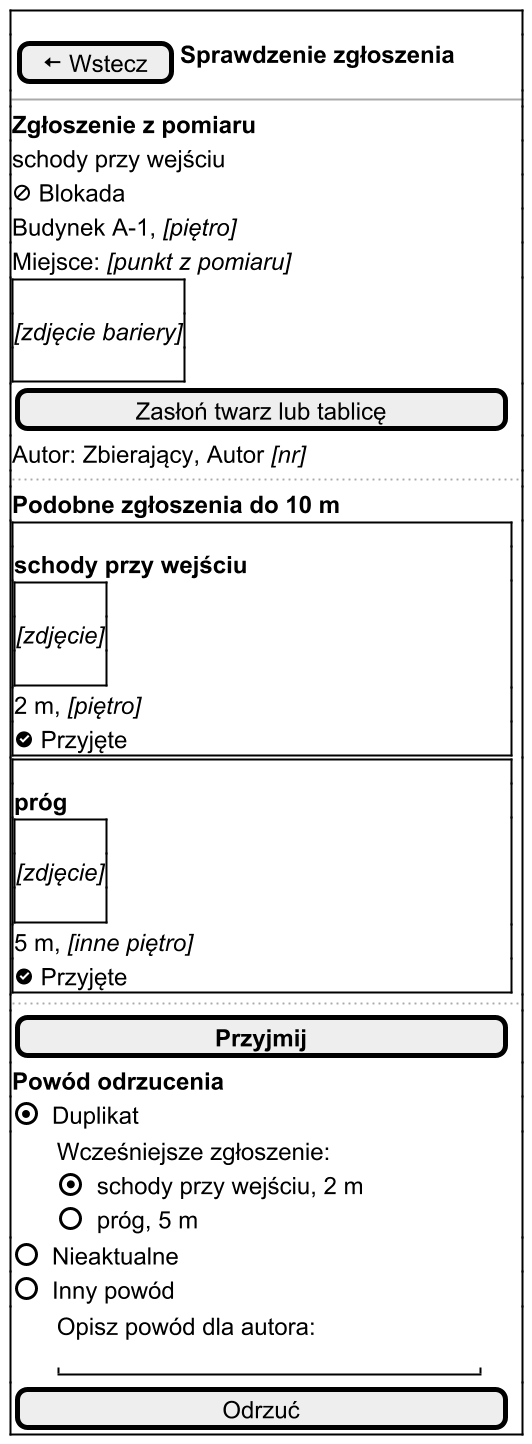 ← Wstecz Sprawdzenie zgłoszenia
Zgłoszenie z pomiaru
schody przy wejściu
⊘ Blokada
Budynek A-1, [piętro]
Miejsce: [punkt z pomiaru]
[zdjęcie bariery]
Zasłoń twarz lub tablicę
Autor: Zbierający, Autor [nr]
Podobne zgłoszenia do 10 m
schody przy wejściu
[zdjęcie]
2 m, [piętro]
Przyjęte
próg
[zdjęcie]
5 m, [inne piętro]
Przyjęte
Przyjmij
Powód odrzucenia
Duplikat
Wcześniejsze zgłoszenie:
schody przy wejściu, 2 m
próg, 5 m
Nieaktualne
Inny powód
Opisz powód dla autora:
Odrzuć